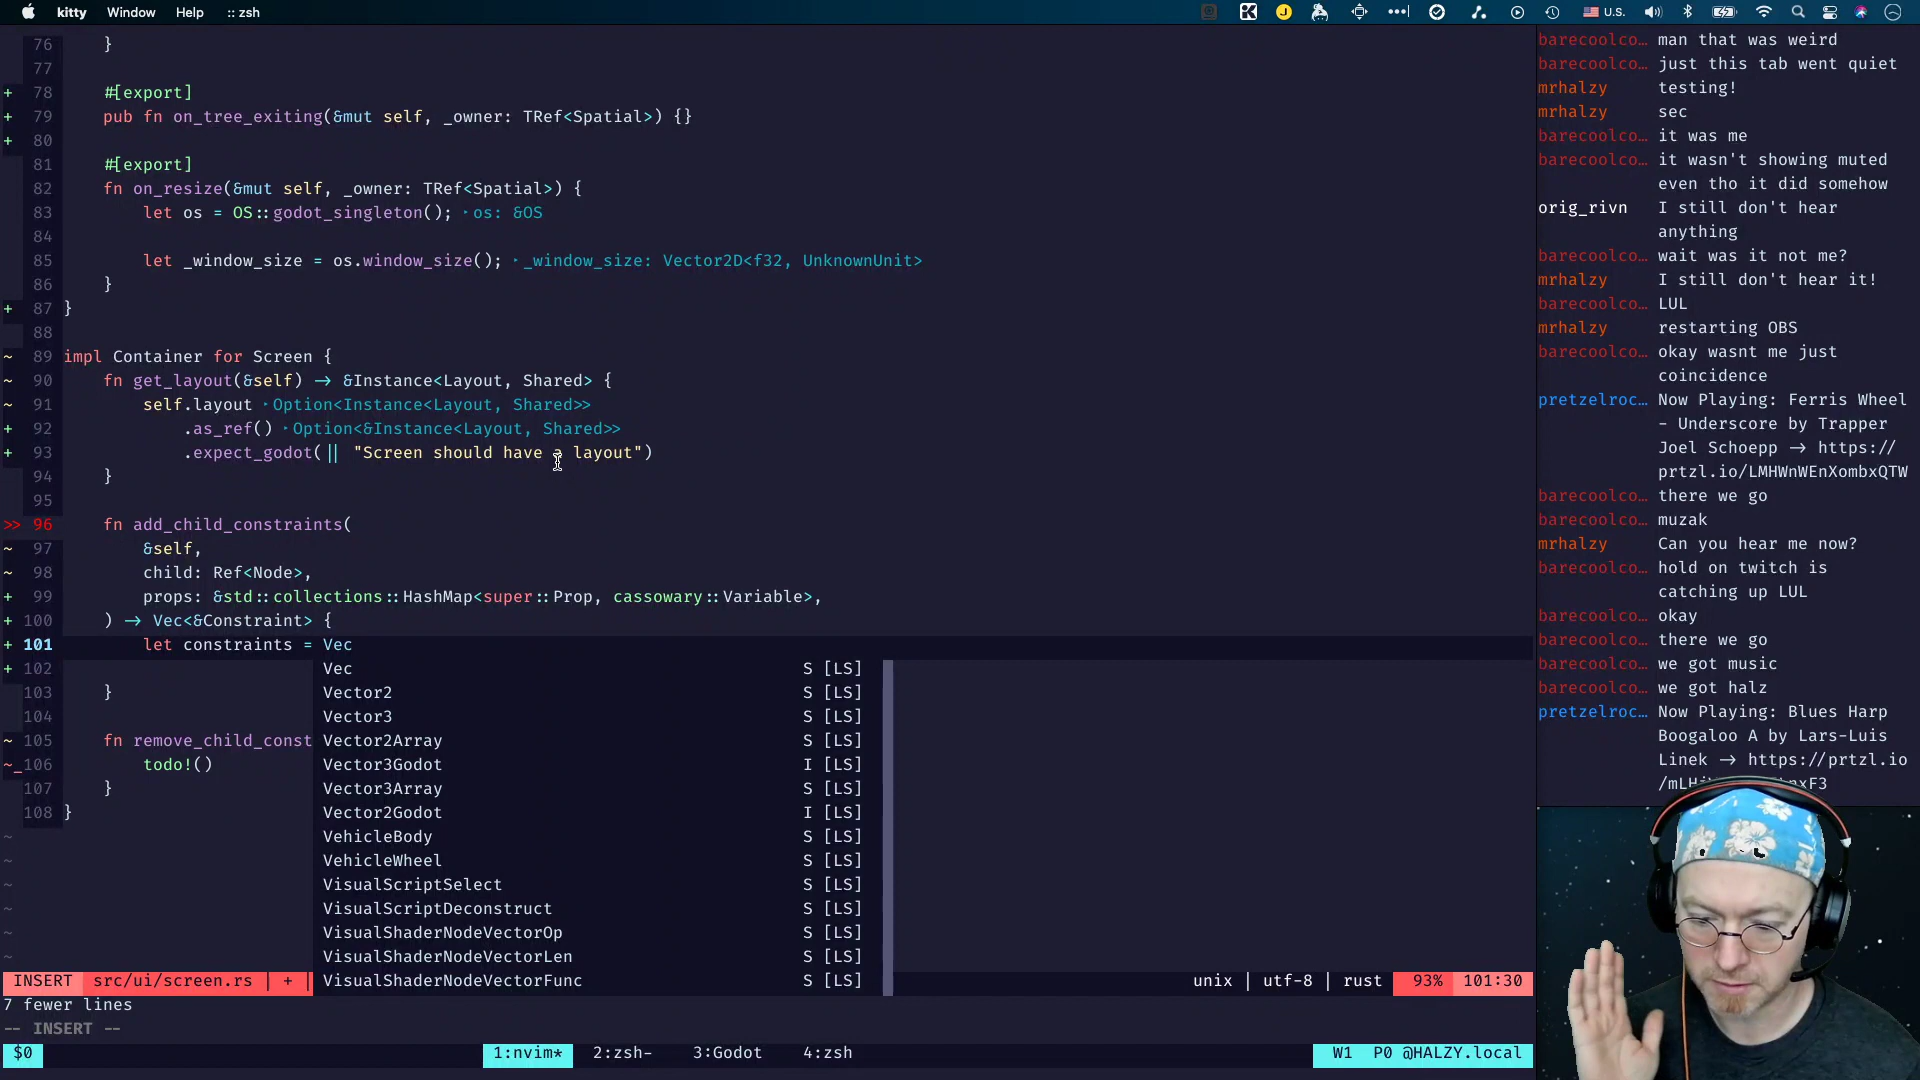 kitty Window Help :: zsh
U.S.
76 }
77
+ 78 #[export]
+ 79 pub fn on_tree_exiting(&mut self, _owner: TRef<Spatial>) {}
+ 80
81 #[export]
82 fn on_resize(&mut self, _owner: TRef<Spatial>) {
83 let os = OS::godot_singleton(); ‣os: &OS
84
85 let _window_size = os.window_size(); ‣_window_size: Vector2D<f32, UnknownUnit>
86 }
+ 87 }
88
~ 89 impl Container for Screen {
~ 90 fn get_layout(&self) → &Instance<Layout, Shared> {
~ 91 self.layout ‣Option<Instance<Layout, Shared>>
+ 92 .as_ref() ‣Option<&Instance<Layout, Shared>>
+ 93 .expect_godot(|| "Screen should have a layout")
~ 94 }
95
>> 96 fn add_child_constraints(
~ 97 &self,
~ 98 child: Ref<Node>,
+ 99 props: &std::collections::HashMap<super::Prop, cassowary::Variable>,
+ 100 ) → Vec<&Constraint> {
+ 101 let constraints = Vec
+ 102 Vec S [LS]
103 } Vector2 S [LS]
104 Vector3 S [LS]
~ 105 fn remove_child_const Vector2Array S [LS]
~_106 todo!() Vector3Godot I [LS]
107 } Vector3Array S [LS]
108 } Vector2Godot I [LS]
~ VehicleBody S [LS]
~ VehicleWheel S [LS]
~ VisualScriptSelect S [LS]
~ VisualScriptDeconstruct S [LS]
~ VisualShaderNodeVectorOp S [LS]
~ VisualShaderNodeVectorLen S [LS]
INSERT src/ui/screen.rs | + | VisualShaderNodeVectorFunc S [LS] unix | utf-8 | rust 93% 101:30
7 fewer lines
-- INSERT --
$0 1:nvim* 2:zsh- 3:Godot 4:zsh W1 P0 @HALZY.local
barecoolco… man that was weird
barecoolco… just this tab went quiet
mrhalzy testing!
mrhalzy sec
barecoolco… it was me
barecoolco… it wasn't showing muted
even tho it did somehow
orig_rivn I still don't hear
anything
barecoolco… wait was it not me?
mrhalzy I still don't hear it!
barecoolco… LUL
mrhalzy restarting OBS
barecoolco… okay wasnt me just
coincidence
pretzelroc… Now Playing: Ferris Wheel
- Underscore by Trapper
Joel Schoepp → https://
prtzl.io/LMHWnWEnXombxQTW
barecoolco… there we go
barecoolco… muzak
mrhalzy Can you hear me now?
barecoolco… hold on twitch is
catching up LUL
barecoolco… okay
barecoolco… there we go
barecoolco… we got music
barecoolco… we got halz
pretzelroc… Now Playing: Blues Harp
Boogaloo A by Lars-Luis
Linek → https://prtzl.io